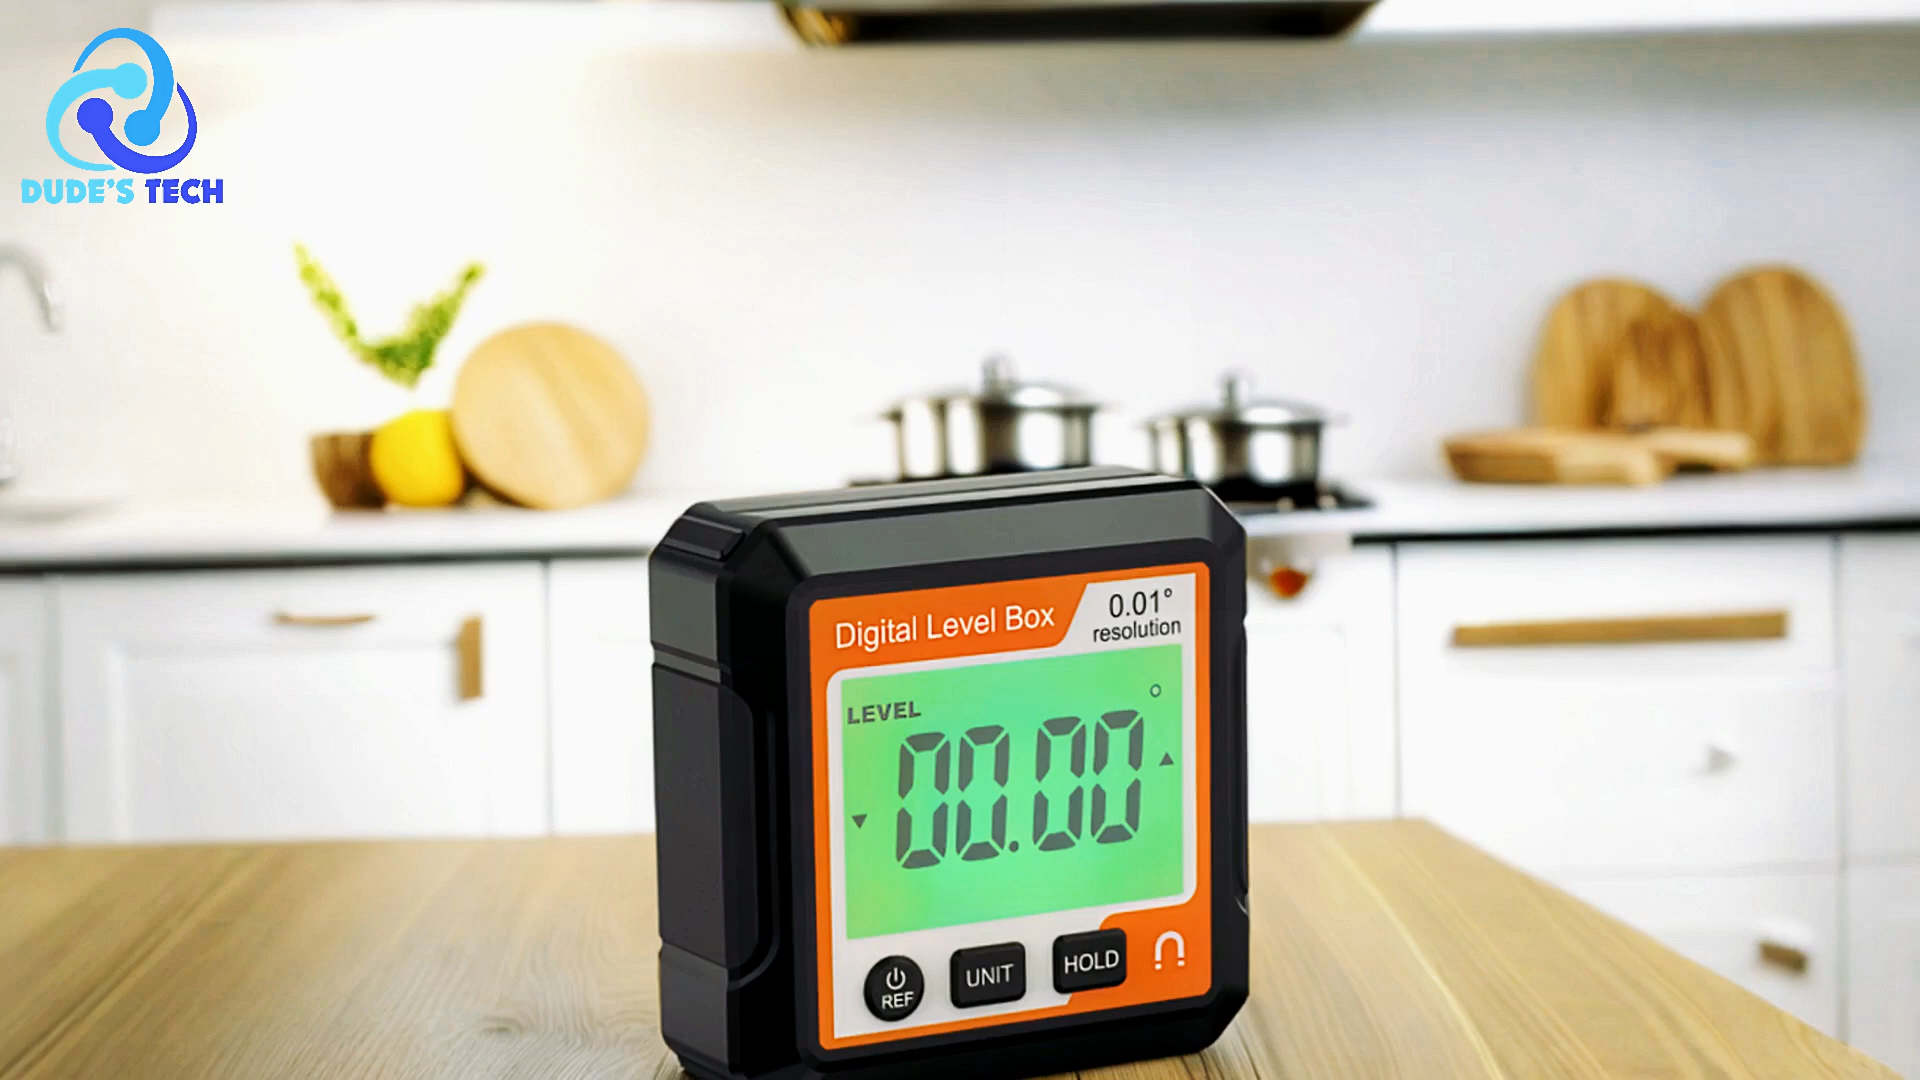 DUDE'S TECH
Digital Level Box
0.01°
resolution
LEVEL
°
00.00
REF
UNIT
HOLD